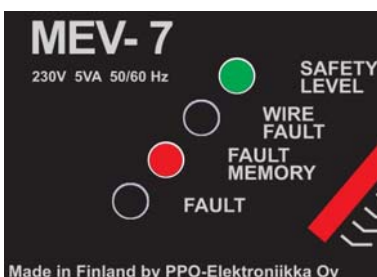 MEV- 7
230V 5VA 50/60 Hz
SAFETY
LEVEL
WIRE
FAULT
FAULT
MEMORY
FAULT
Made in Finland by PPO-Elektroniikka Oy